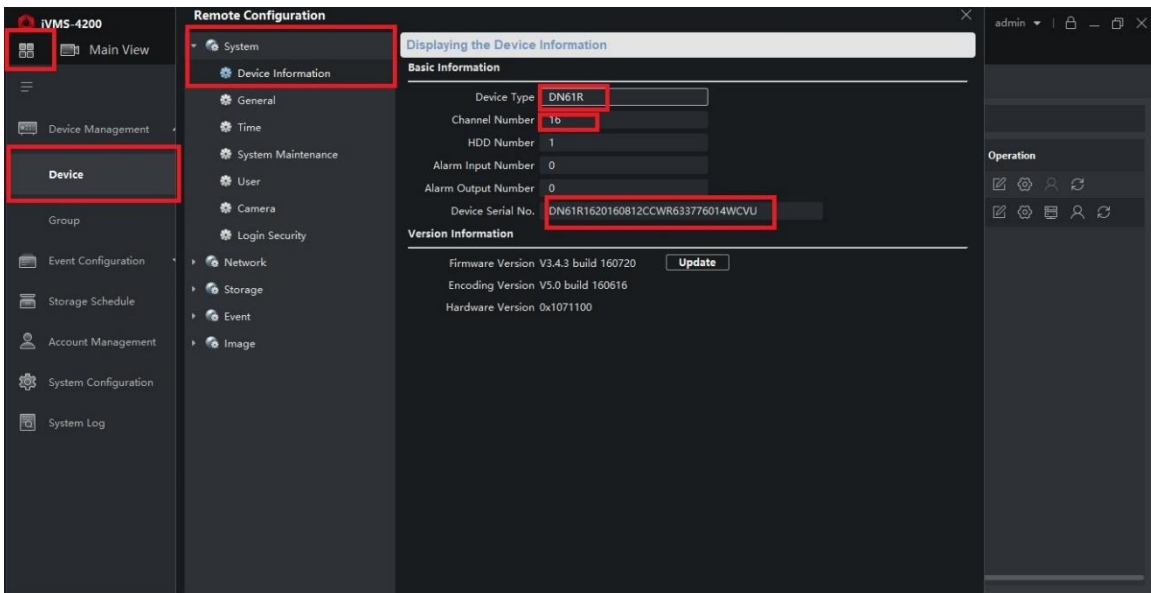 iVMS-4200
Remote Configuration
admin
Main View
System
Displaying the Device Information
Device Information
Basic Information
General
Device Type DN61R
Device Management
Time
Channel Number 16
System Maintenance
HDD Number 1
Operation
Device
User
Alarm Input Number 0
Camera
Alarm Output Number 0
Group
Login Security
Device Serial No. DN61R1620160812CCWR633776014WCVU
Version Information
Event Configuration
Network
Firmware Version V3.4.3 build 160720 Update
Storage Schedule
Storage
Encoding Version V5.0 build 160616
Event
Hardware Version 0x1071100
Account Management
Image
System Configuration
System Log